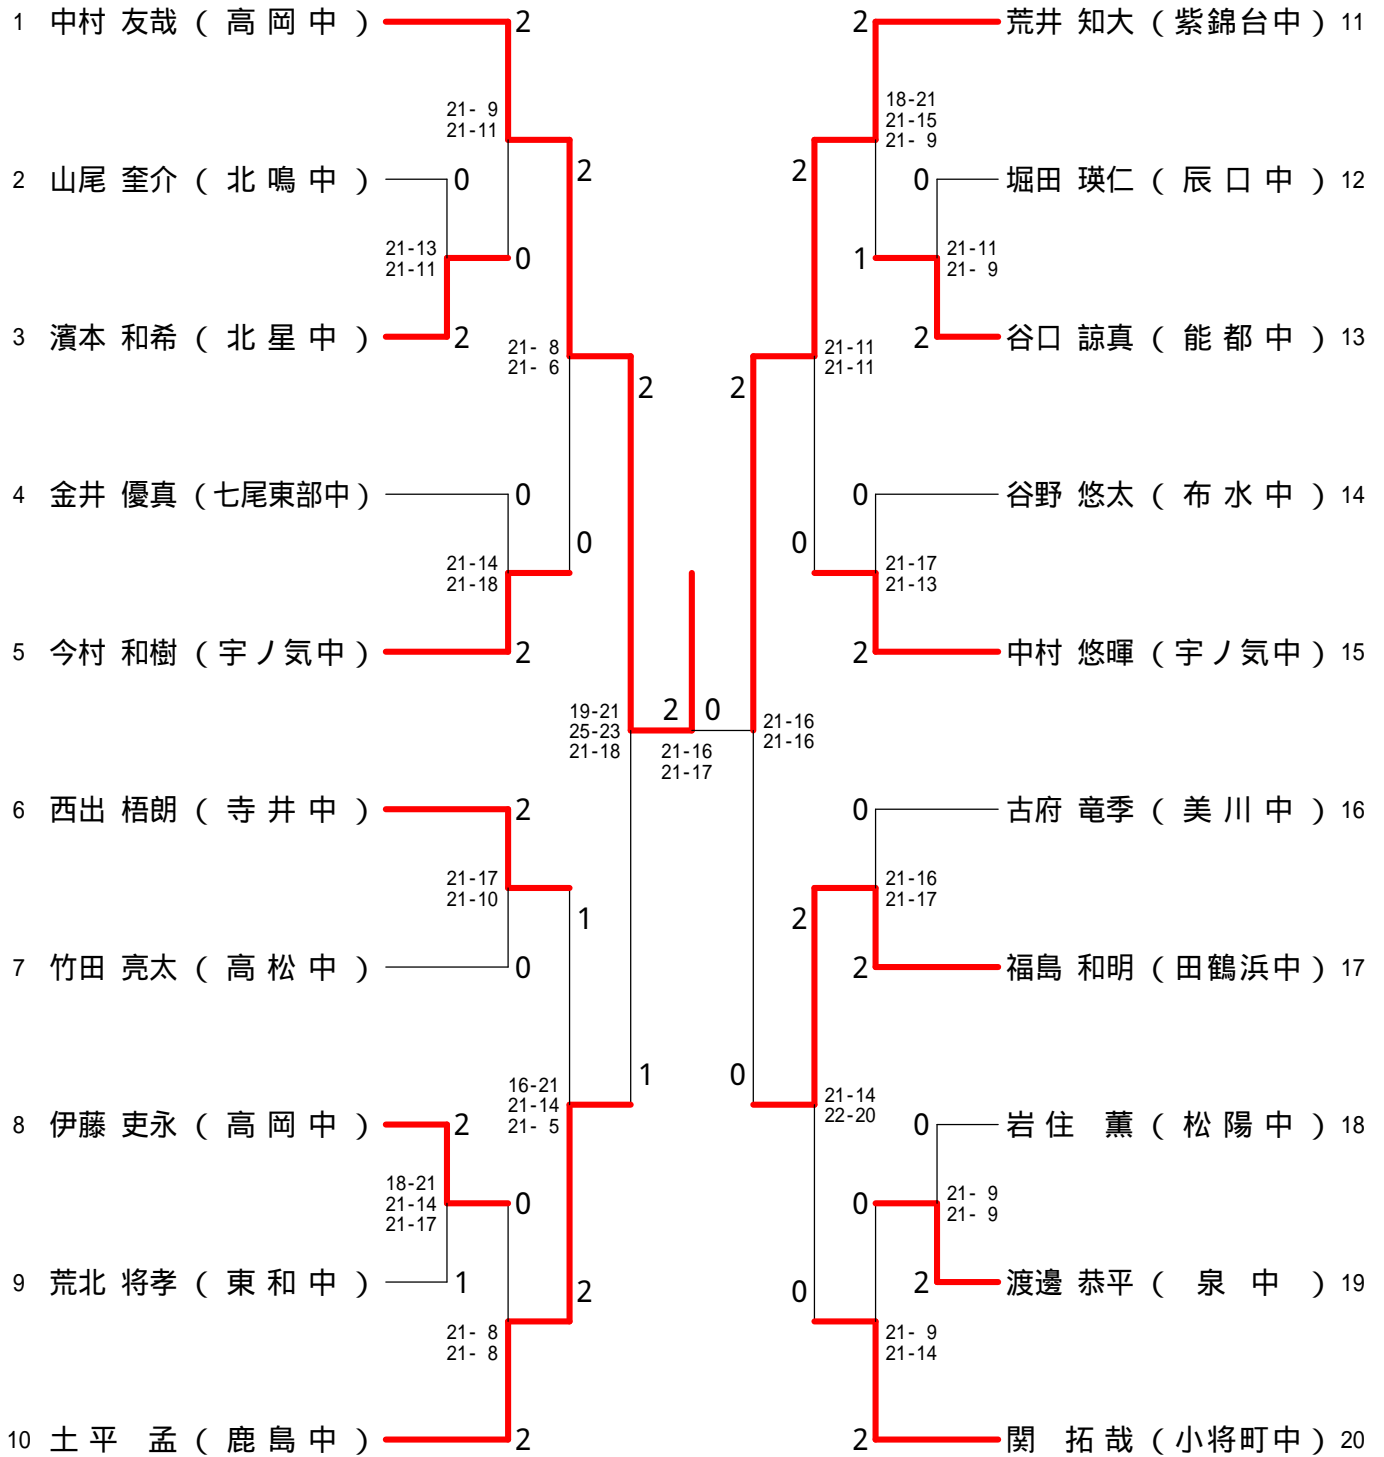 1 中村 友哉 ( 高 岡 中 ) 2
21- 9
21-11
2 山尾 奎介 ( 北 鳴 中 ) 0
2
21-13
21-11
0
3 濱本 和希 ( 北 星 中 ) 2
21- 8
21- 6
2
4 金井 優真 ( 七尾東部中 ) 0
0
21-14
21-18
5 今村 和樹 ( 宇ノ気中 ) 2
19-21
25-23
21-18
2 0
21-16
21-17
6 西出 梧朗 ( 寺 井 中 ) 2
21-17
21-10
1
7 竹田 亮太 ( 高 松 中 ) 0
16-21
21-14
21- 5
1
8 伊藤 吏永 ( 高 岡 中 ) 2
18-21
21-14
21-17
0
9 荒北 将孝 ( 東 和 中 ) 1
2
21- 8
21- 8
10 土 平 孟 ( 鹿 島 中 ) 2
2 荒井 知大 ( 紫錦台中 ) 11
18-21
21-15
21- 9
2
0 堀田 瑛仁 ( 辰 口 中 ) 12
1
21-11
21- 9
2 谷口 諒真 ( 能 都 中 ) 13
21-11
21-11
2
0 谷野 悠太 ( 布 水 中 ) 14
0
21-17
21-13
2 中村 悠暉 ( 宇ノ気中 ) 15
21-16
21-16
0 古府 竜季 ( 美 川 中 ) 16
21-16
21-17
2
2 福島 和明 ( 田鶴浜中 ) 17
0
21-14
22-20
0 岩 住 薫 ( 松 陽 中 ) 18
0
21- 9
21- 9
2 渡邊 恭平 ( 泉 中 ) 19
0
21- 9
21-14
2 関 拓 哉 ( 小将町中 ) 20